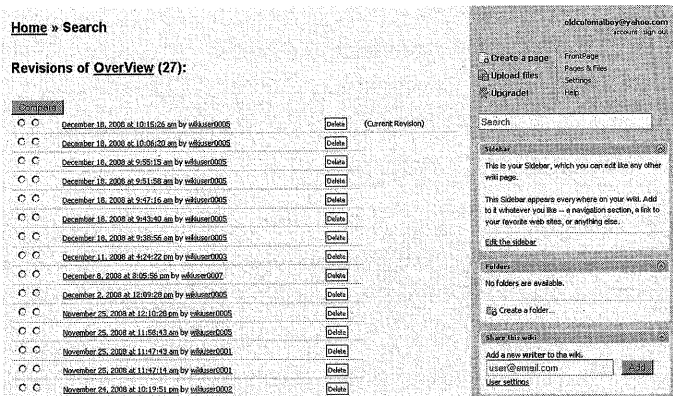 Home » Search
Revisions of OverView (27):
Compare
December 18, 2008 at 10:15:26 am by wikiuser0005 Delete (Current Revision)
December 18, 2008 at 10:06:20 am by wikiuser0005 Delete
December 18, 2008 at 9:55:15 am by wikiuser0005 Delete
December 18, 2008 at 9:51:58 am by wikiuser0005 Delete
December 18, 2008 at 9:47:16 am by wikiuser0005 Delete
December 18, 2008 at 9:43:40 am by wikiuser0005 Delete
December 18, 2008 at 9:38:56 am by wikiuser0005 Delete
December 11, 2008 at 4:24:22 pm by wikiuser0003 Delete
December 8, 2008 at 8:05:56 pm by wikiuser0007 Delete
December 2, 2008 at 12:09:28 pm by wikiuser0005 Delete
November 25, 2008 at 12:10:28 pm by wikiuser0005 Delete
November 25, 2008 at 11:58:43 am by wikiuser0005 Delete
November 25, 2008 at 11:47:43 am by wikiuser0001 Delete
November 25, 2008 at 11:47:14 am by wikiuser0001 Delete
November 24, 2008 at 10:19:51 pm by wikiuser0002 Delete
oldcolonialboy@yahoo.com
account sign out
Create a page
Upload files
Upgrade!
FrontPage
Pages & Files
Settings
Help
Search
Sidebar
This is your Sidebar, which you can edit like any other
wiki page.
This Sidebar appears everywhere on your wiki. Add
to it whatever you like -- a navigation section, a link to
your favorite web sites, or anything else.
Edit the sidebar
Folders
No folders are available.
Create a folder...
Share this wiki
Add a new writer to the wiki.
user@email.com Add
User settings